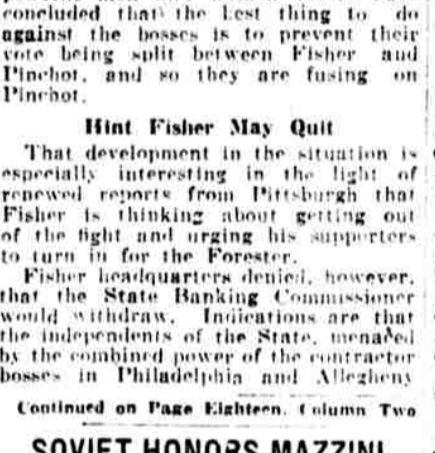 concluded that the best thing to do
against the bosses is to prevent their
vote being split between Fisher and
Pinchot, and so they are fusing on
Pinchot.
Hint Fisher May Quit
That development in the situation is
especially interesting in the light of
renewed reports from Pittsburgh that
Fisher is thinking about getting out
of the fight and urging his supporters
to turn in for the Forester.
Fisher headquarters denied, however,
that the State Banking Commissioner
would withdraw. Indications are that
the independents of the State, menaced
by the combined power of the contractor
bosses in Philadelphia and Allegheny
Continued on Page Eighteen, Column Two
SOVIET HONORS MAZZINI